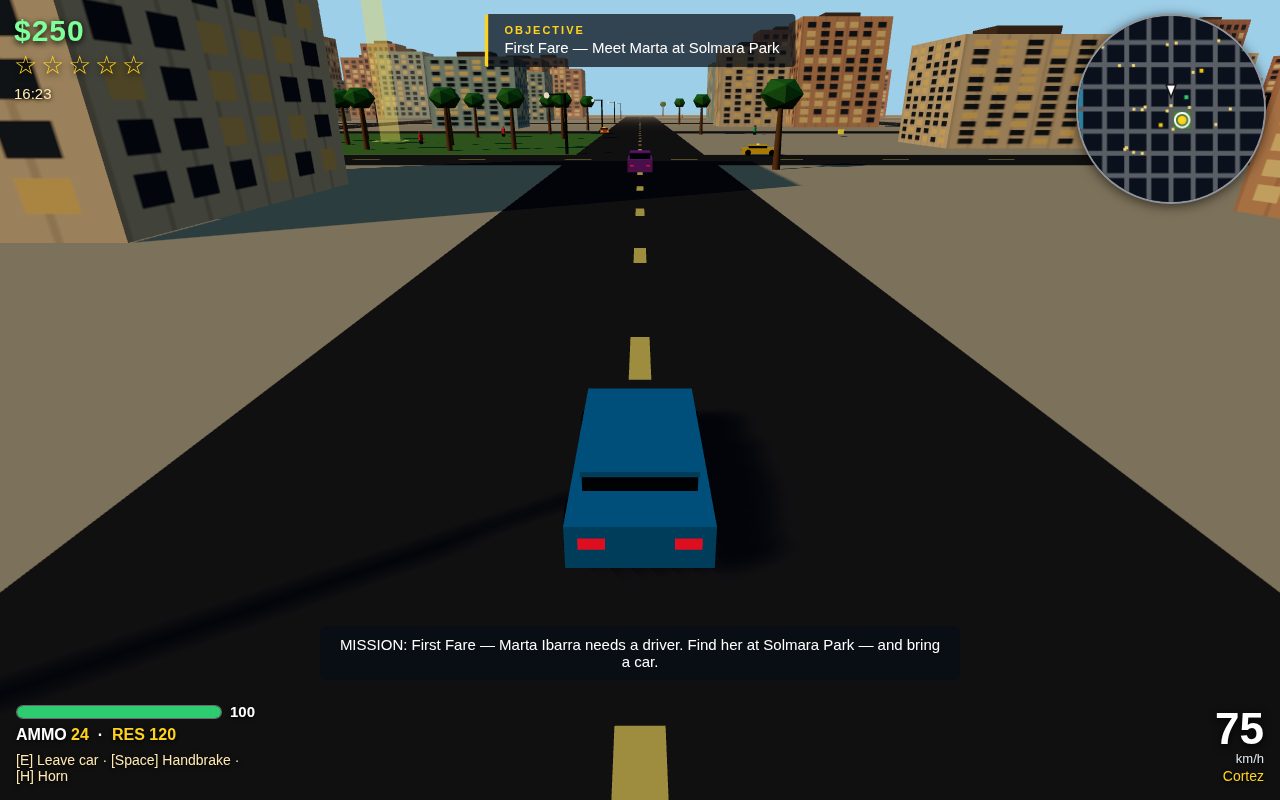 $250
☆☆☆☆☆
16:23
OBJECTIVE
First Fare — Meet Marta at Solmara Park
MISSION: First Fare — Marta Ibarra needs a driver. Find her at Solmara Park — and bring
a car.
100
AMMO 24 · RES 120
[E] Leave car · [Space] Handbrake ·
[H] Horn
75
km/h
Cortez